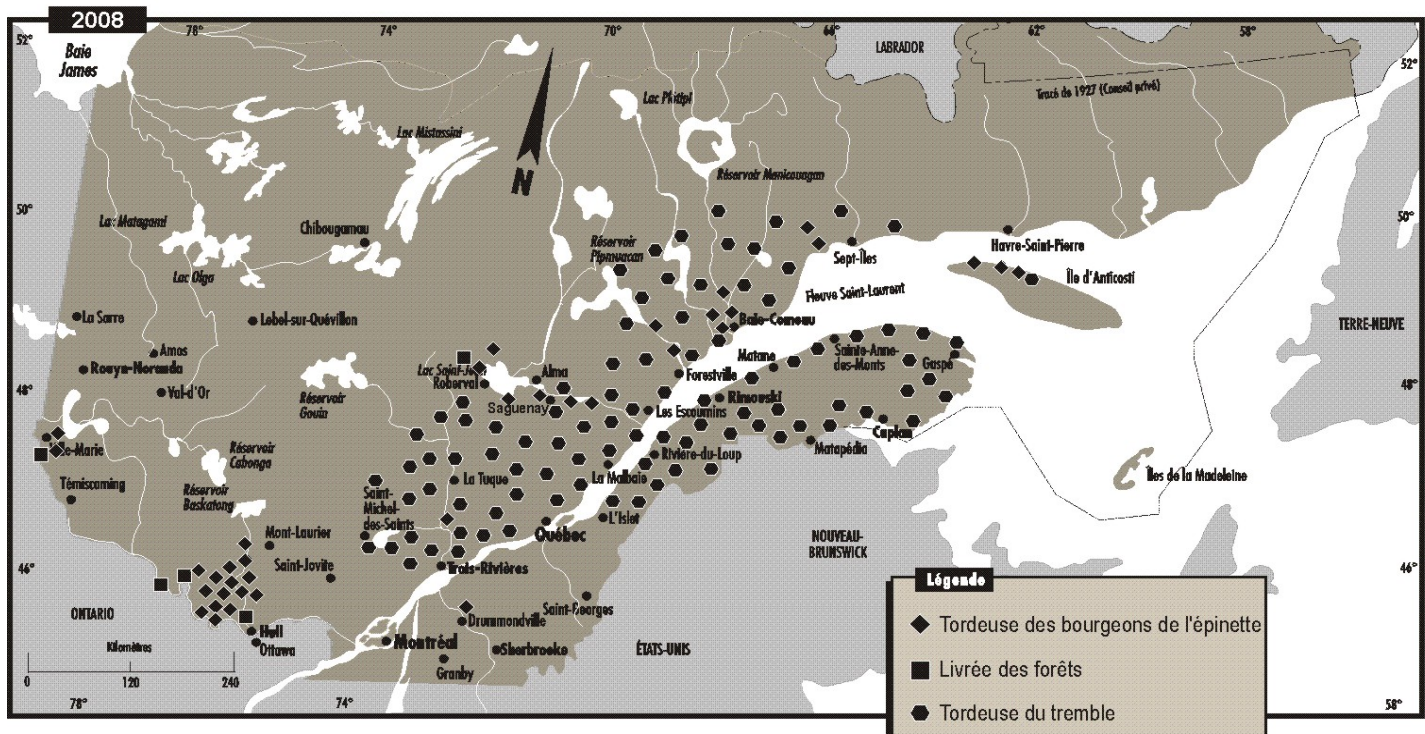 2008
78°
74°
70°
66°
62°
58°
52°
Baie
James
LABRADOR
52°
Tracé de 1927 (Conseil privé)
Lac Phitipi
Lac Mistassini
N
Réservoir Manicouagan
50°
Lac Matagami
50°
Chibougamau
Réservoir
Pipmuacan
Sept-Îles
Havre-Saint-Pierre
Lac Olga
Île d'Anticosti
Fleuve Saint-Laurent
La Sarre
Lebel-sur-Quévillon
Baie-Comeau
TERRE-NEUVE
Amos
Matane
Sainte-Anne-
des-Monts
Gaspé
Rouyn-Noranda
Lac Saint-Jean
Roberval
Alma
Forestville
48°
Val-d'Or
Réservoir
Gouin
Saguenay
Rimouski
48°
Les Escoumins
Caplan
Ville-Marie
Réservoir
Cabonga
Rivière-du-Loup
Matapédia
Témiscaming
Réservoir
Baskatong
Saint-
Michel-
des-Saints
La Tuque
La Malbaie
Îles de la Madeleine
Mont-Laurier
Québec
L'Islet
NOUVEAU-
BRUNSWICK
46°
Saint-Jovite
Trois-Rivières
46°
Saint-Georges
ONTARIO
Hull
Ottawa
Drummondville
Montréal
Sherbrooke
ÉTATS-UNIS
Granby
Kilomètres
0
120
240
78°
74°
58°
Légende
Tordeuse des bourgeons de l'épinette
Livrée des forêts
Tordeuse du tremble